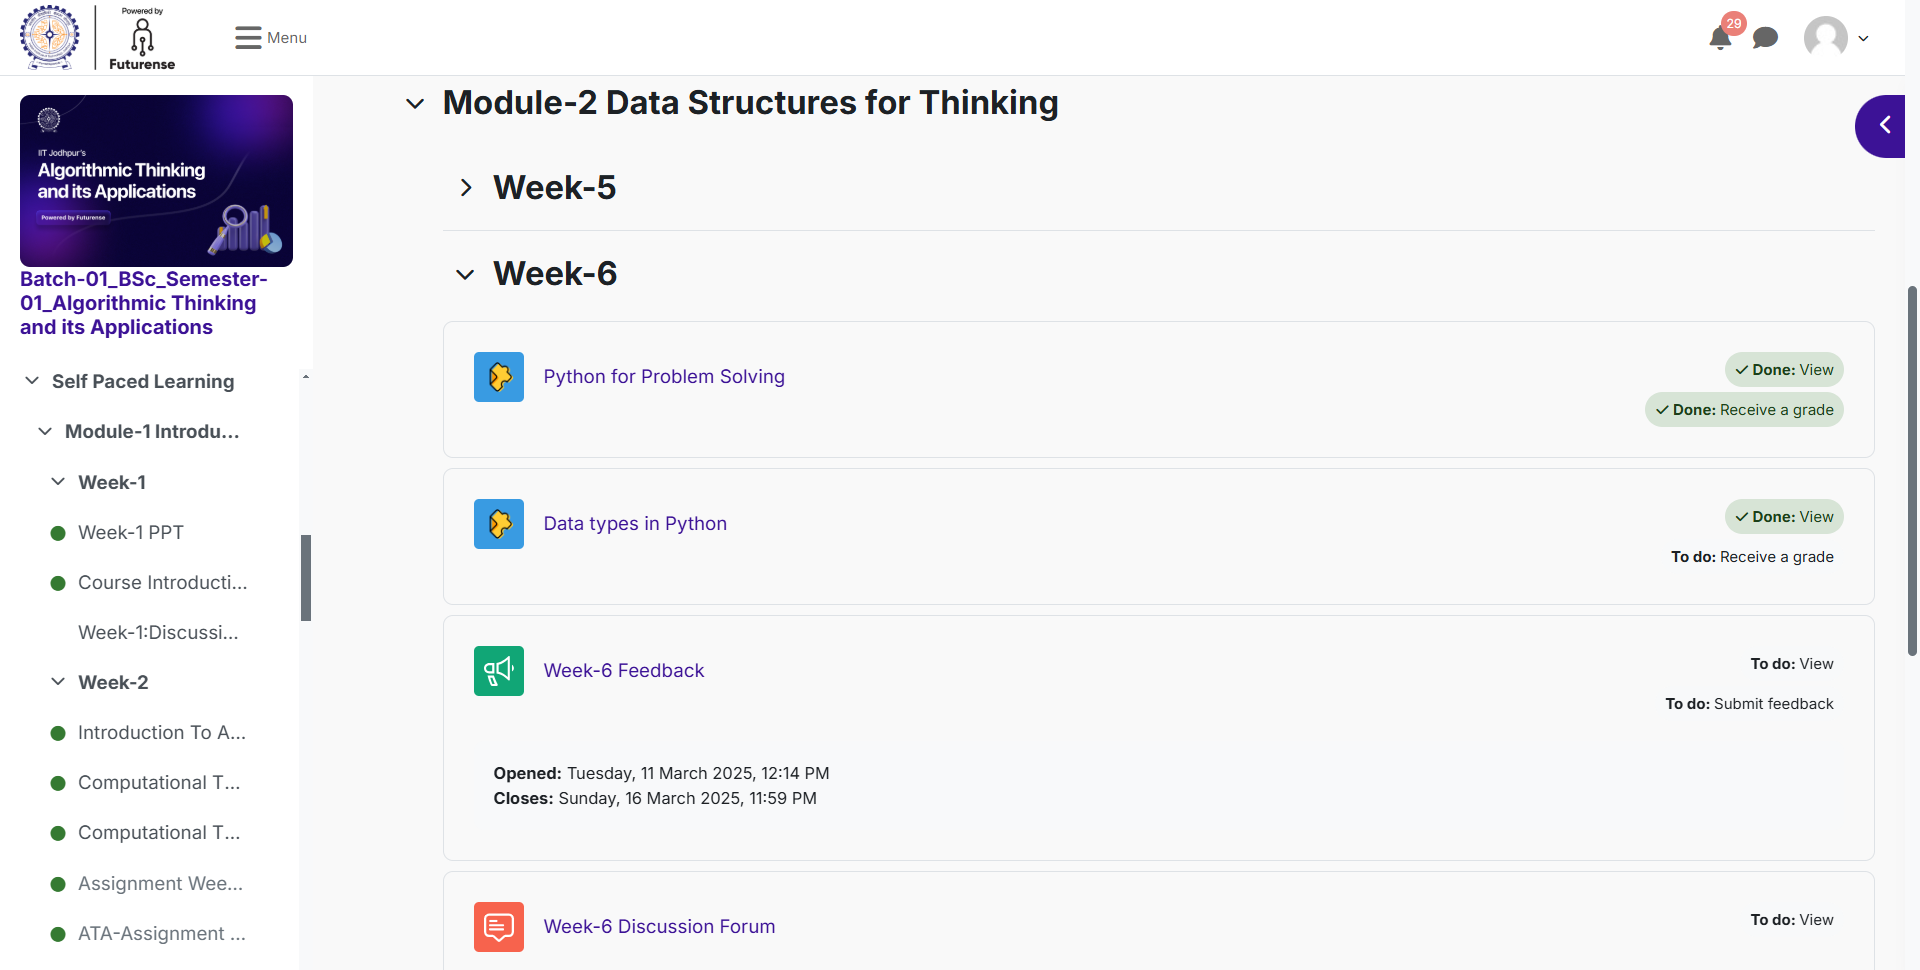 Powered by
Futurense
Menu
29
IIT Jodhpur's
Algorithmic Thinking
and its Applications
Powered by Futurense
Batch-01_BSc_Semester-
01_Algorithmic Thinking
and its Applications
Self Paced Learning
Module-1 Introdu...
Week-1
Week-1 PPT
Course Introducti...
Week-1:Discussi...
Week-2
Introduction To A...
Computational T...
Computational T...
Assignment Wee...
ATA-Assignment ...
Module-2 Data Structures for Thinking
Week-5
Week-6
Python for Problem Solving
Done: View
Done: Receive a grade
Data types in Python
Done: View
To do: Receive a grade
Week-6 Feedback
To do: View
To do: Submit feedback
Opened: Tuesday, 11 March 2025, 12:14 PM
Closes: Sunday, 16 March 2025, 11:59 PM
Week-6 Discussion Forum
To do: View